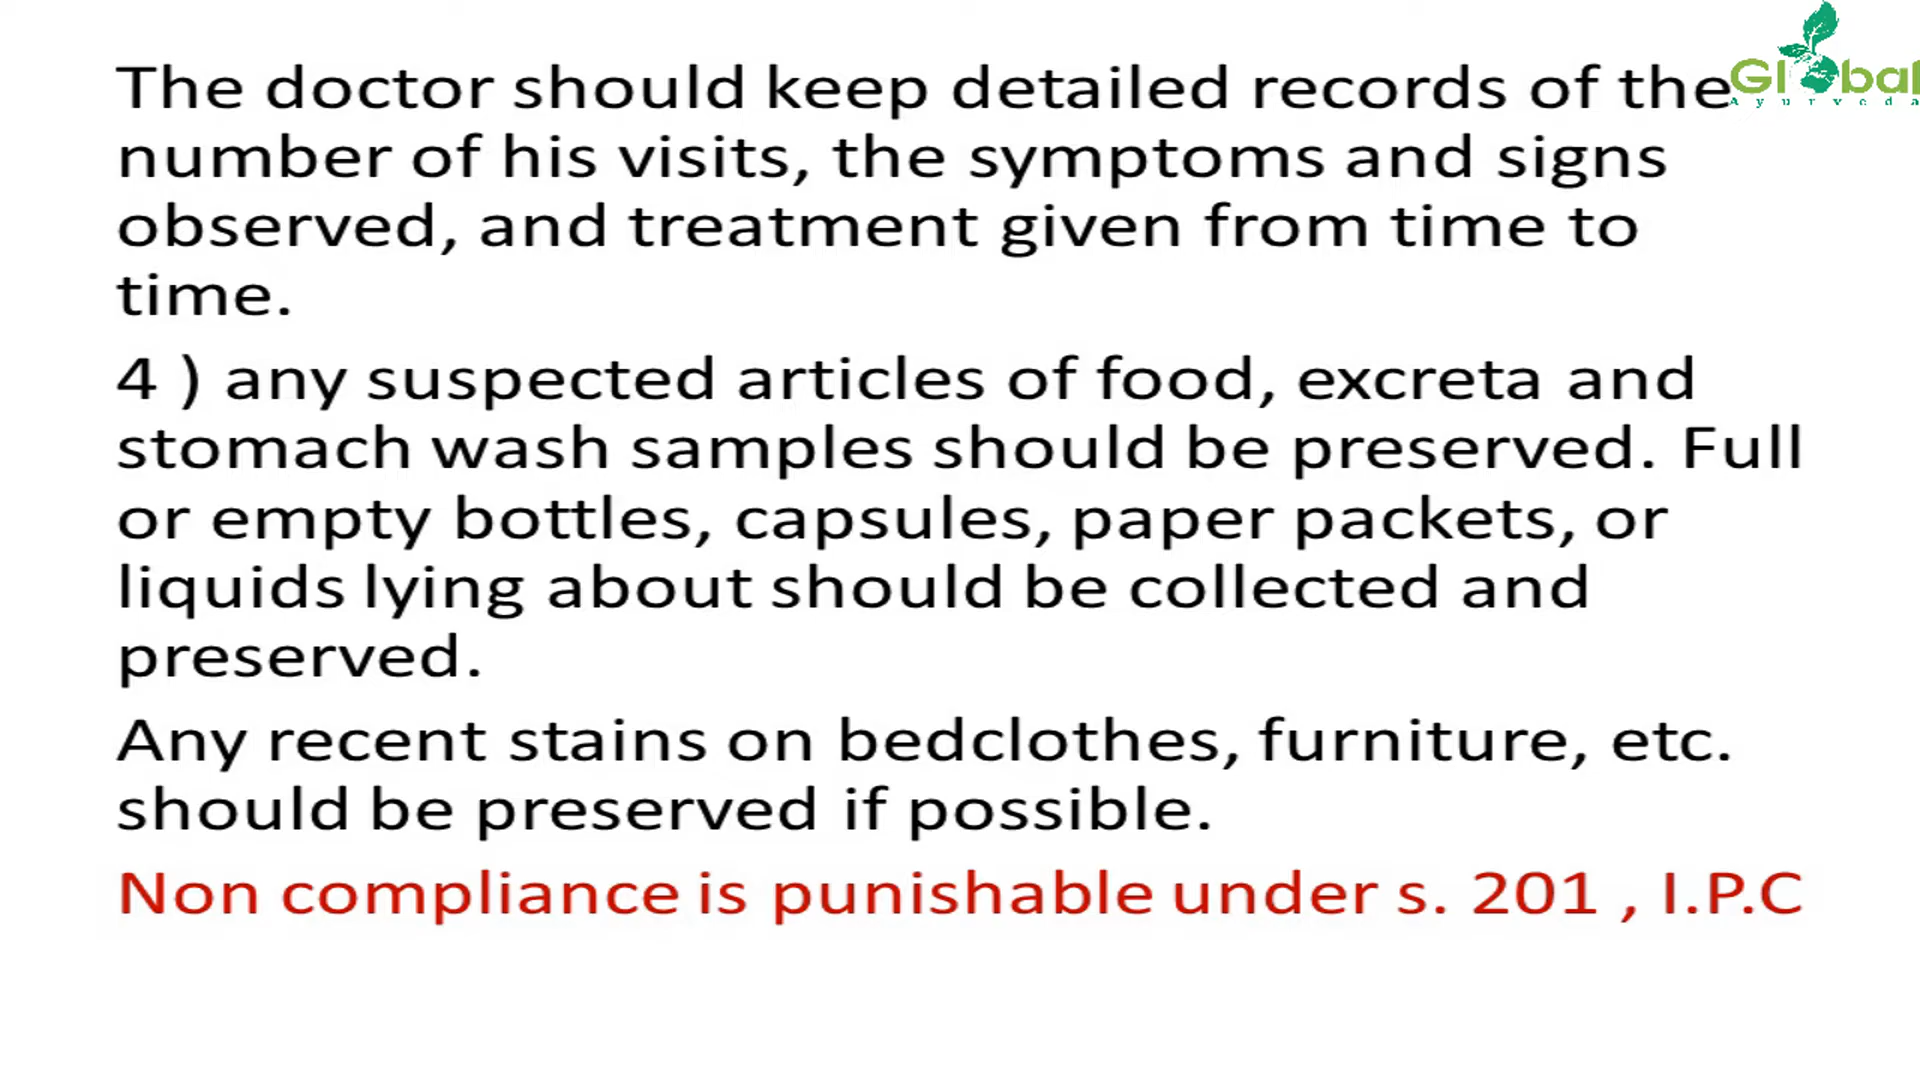 The doctor should keep detailed records of the
number of his visits, the symptoms and signs
observed, and treatment given from time to
time.
4 ) any suspected articles of food, excreta and
stomach wash samples should be preserved. Full
or empty bottles, capsules, paper packets, or
liquids lying about should be collected and
preserved.
Any recent stains on bedclothes, furniture, etc.
should be preserved if possible.
Non compliance is punishable under s. 201 , I.P.C
Global
Ayurveda